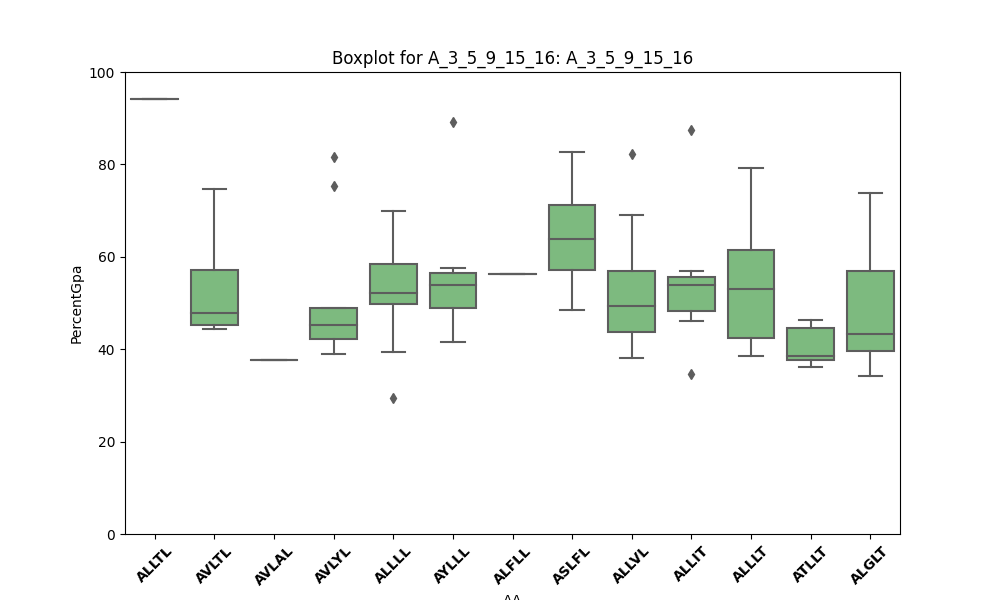 Boxplot for A_3_5_9_15_16: A_3_5_9_15_16
100
80
60
40
20
0
PercentGpa
ALLTL
AVLTL
AVLAL
AVLYL
ALLLL
AYLLL
ALFLL
ASLFL
ALLVL
ALLIT
ALLLT
ATLLT
ALGLT
AA